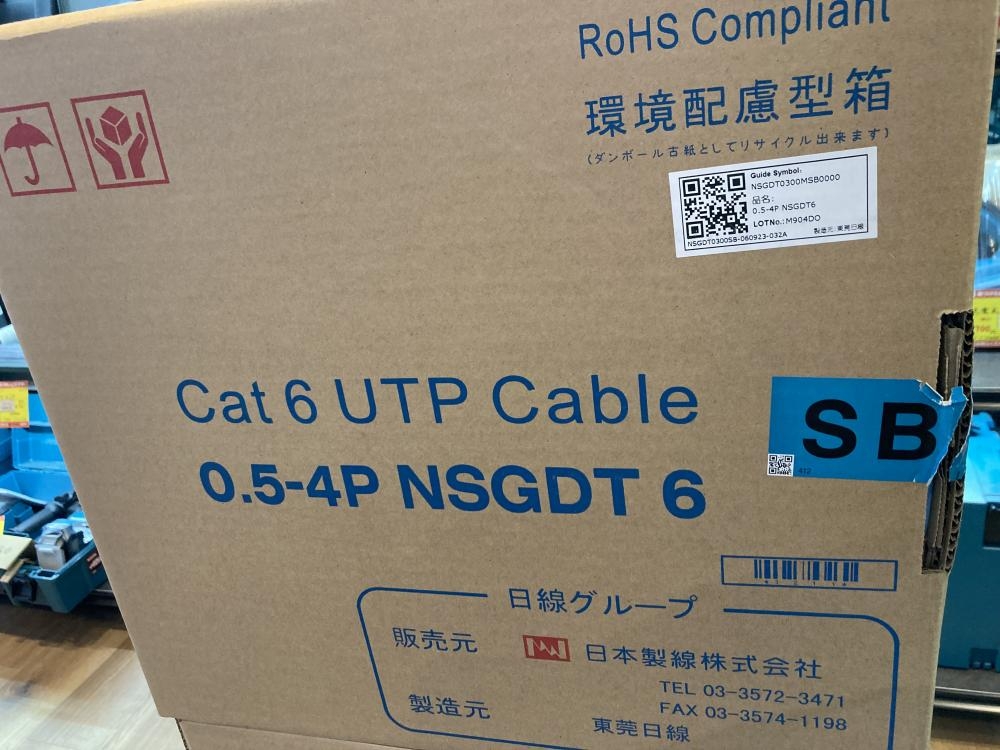 RoHS Compliant
環境配慮型箱
(ダンボール古紙としてリサイクル出来ます)
Guide Symbol:
NSGDT0300MSB0000
品名:
0.5-4P NSGDT6
LOTNo.:M904DO
製造元:東莞日線
NSGDT0300SB-060923-032A
Cat 6 UTP Cable
SB
412
0.5-4P NSGDT 6
日線グループ
販売元 日本製線株式会社
TEL 03-3572-3471
FAX 03-3574-1198
製造元 東莞日線